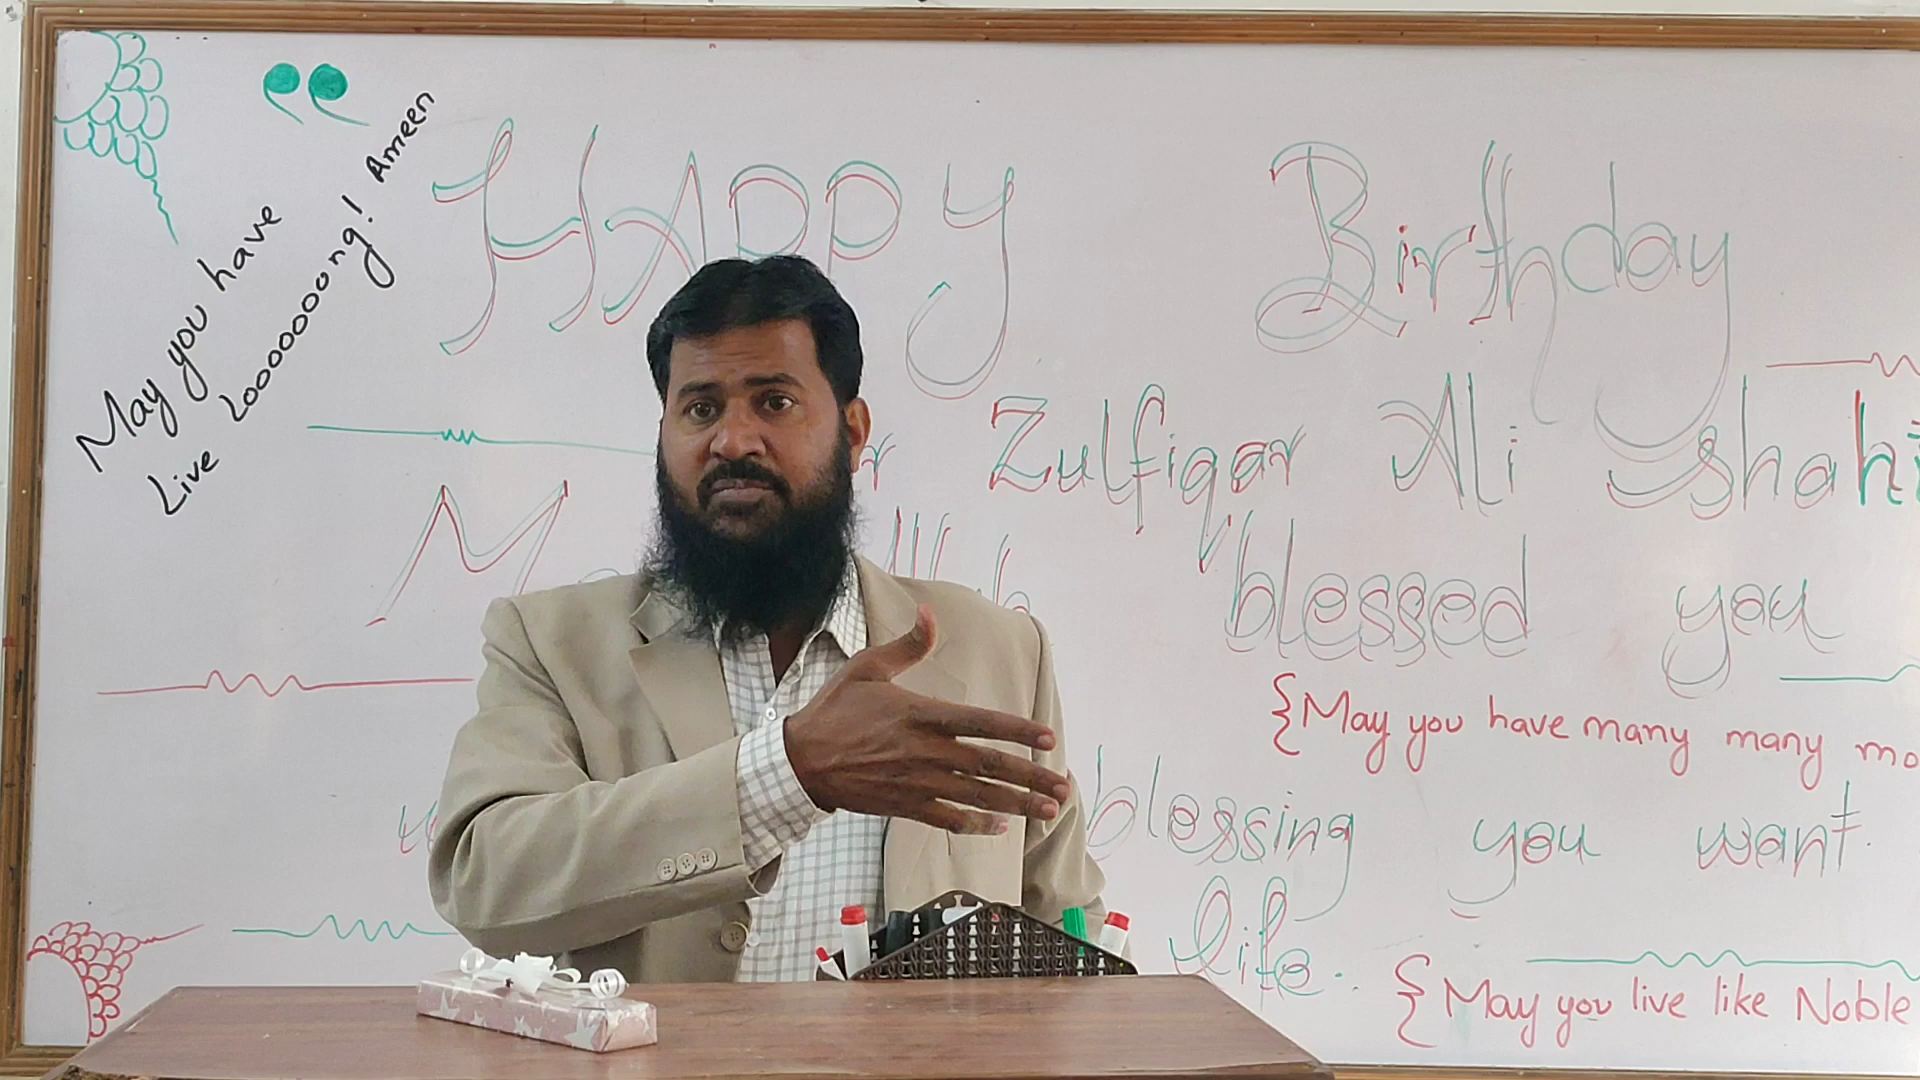 May you have
Live Looooooong! Ameen
HAPPY Birthday
Zulfiqar Ali Shahi
blessed you
{May you have many many mo
blessing you want.
life.
{May you live like Noble